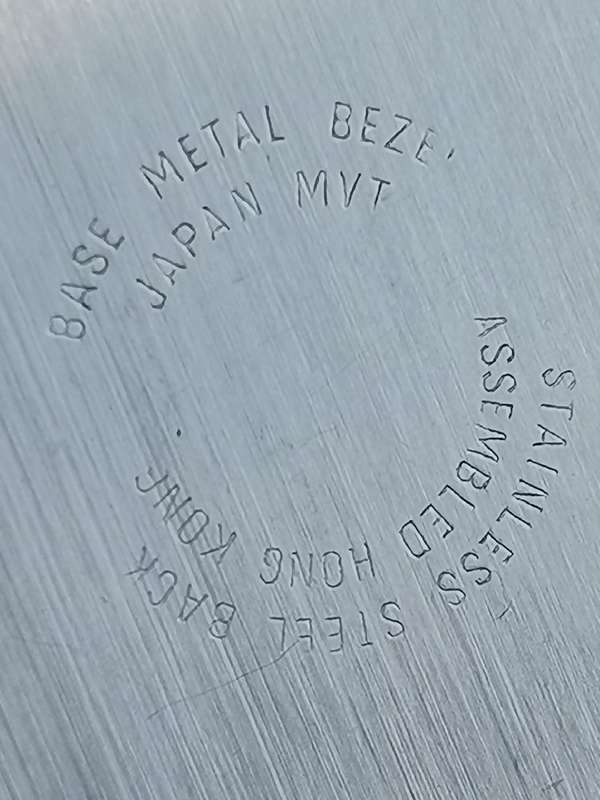 BASE METAL BEZEL
JAPAN MVT
STAINLESS STEEL BACK
ASSEMBLED HONG KONG